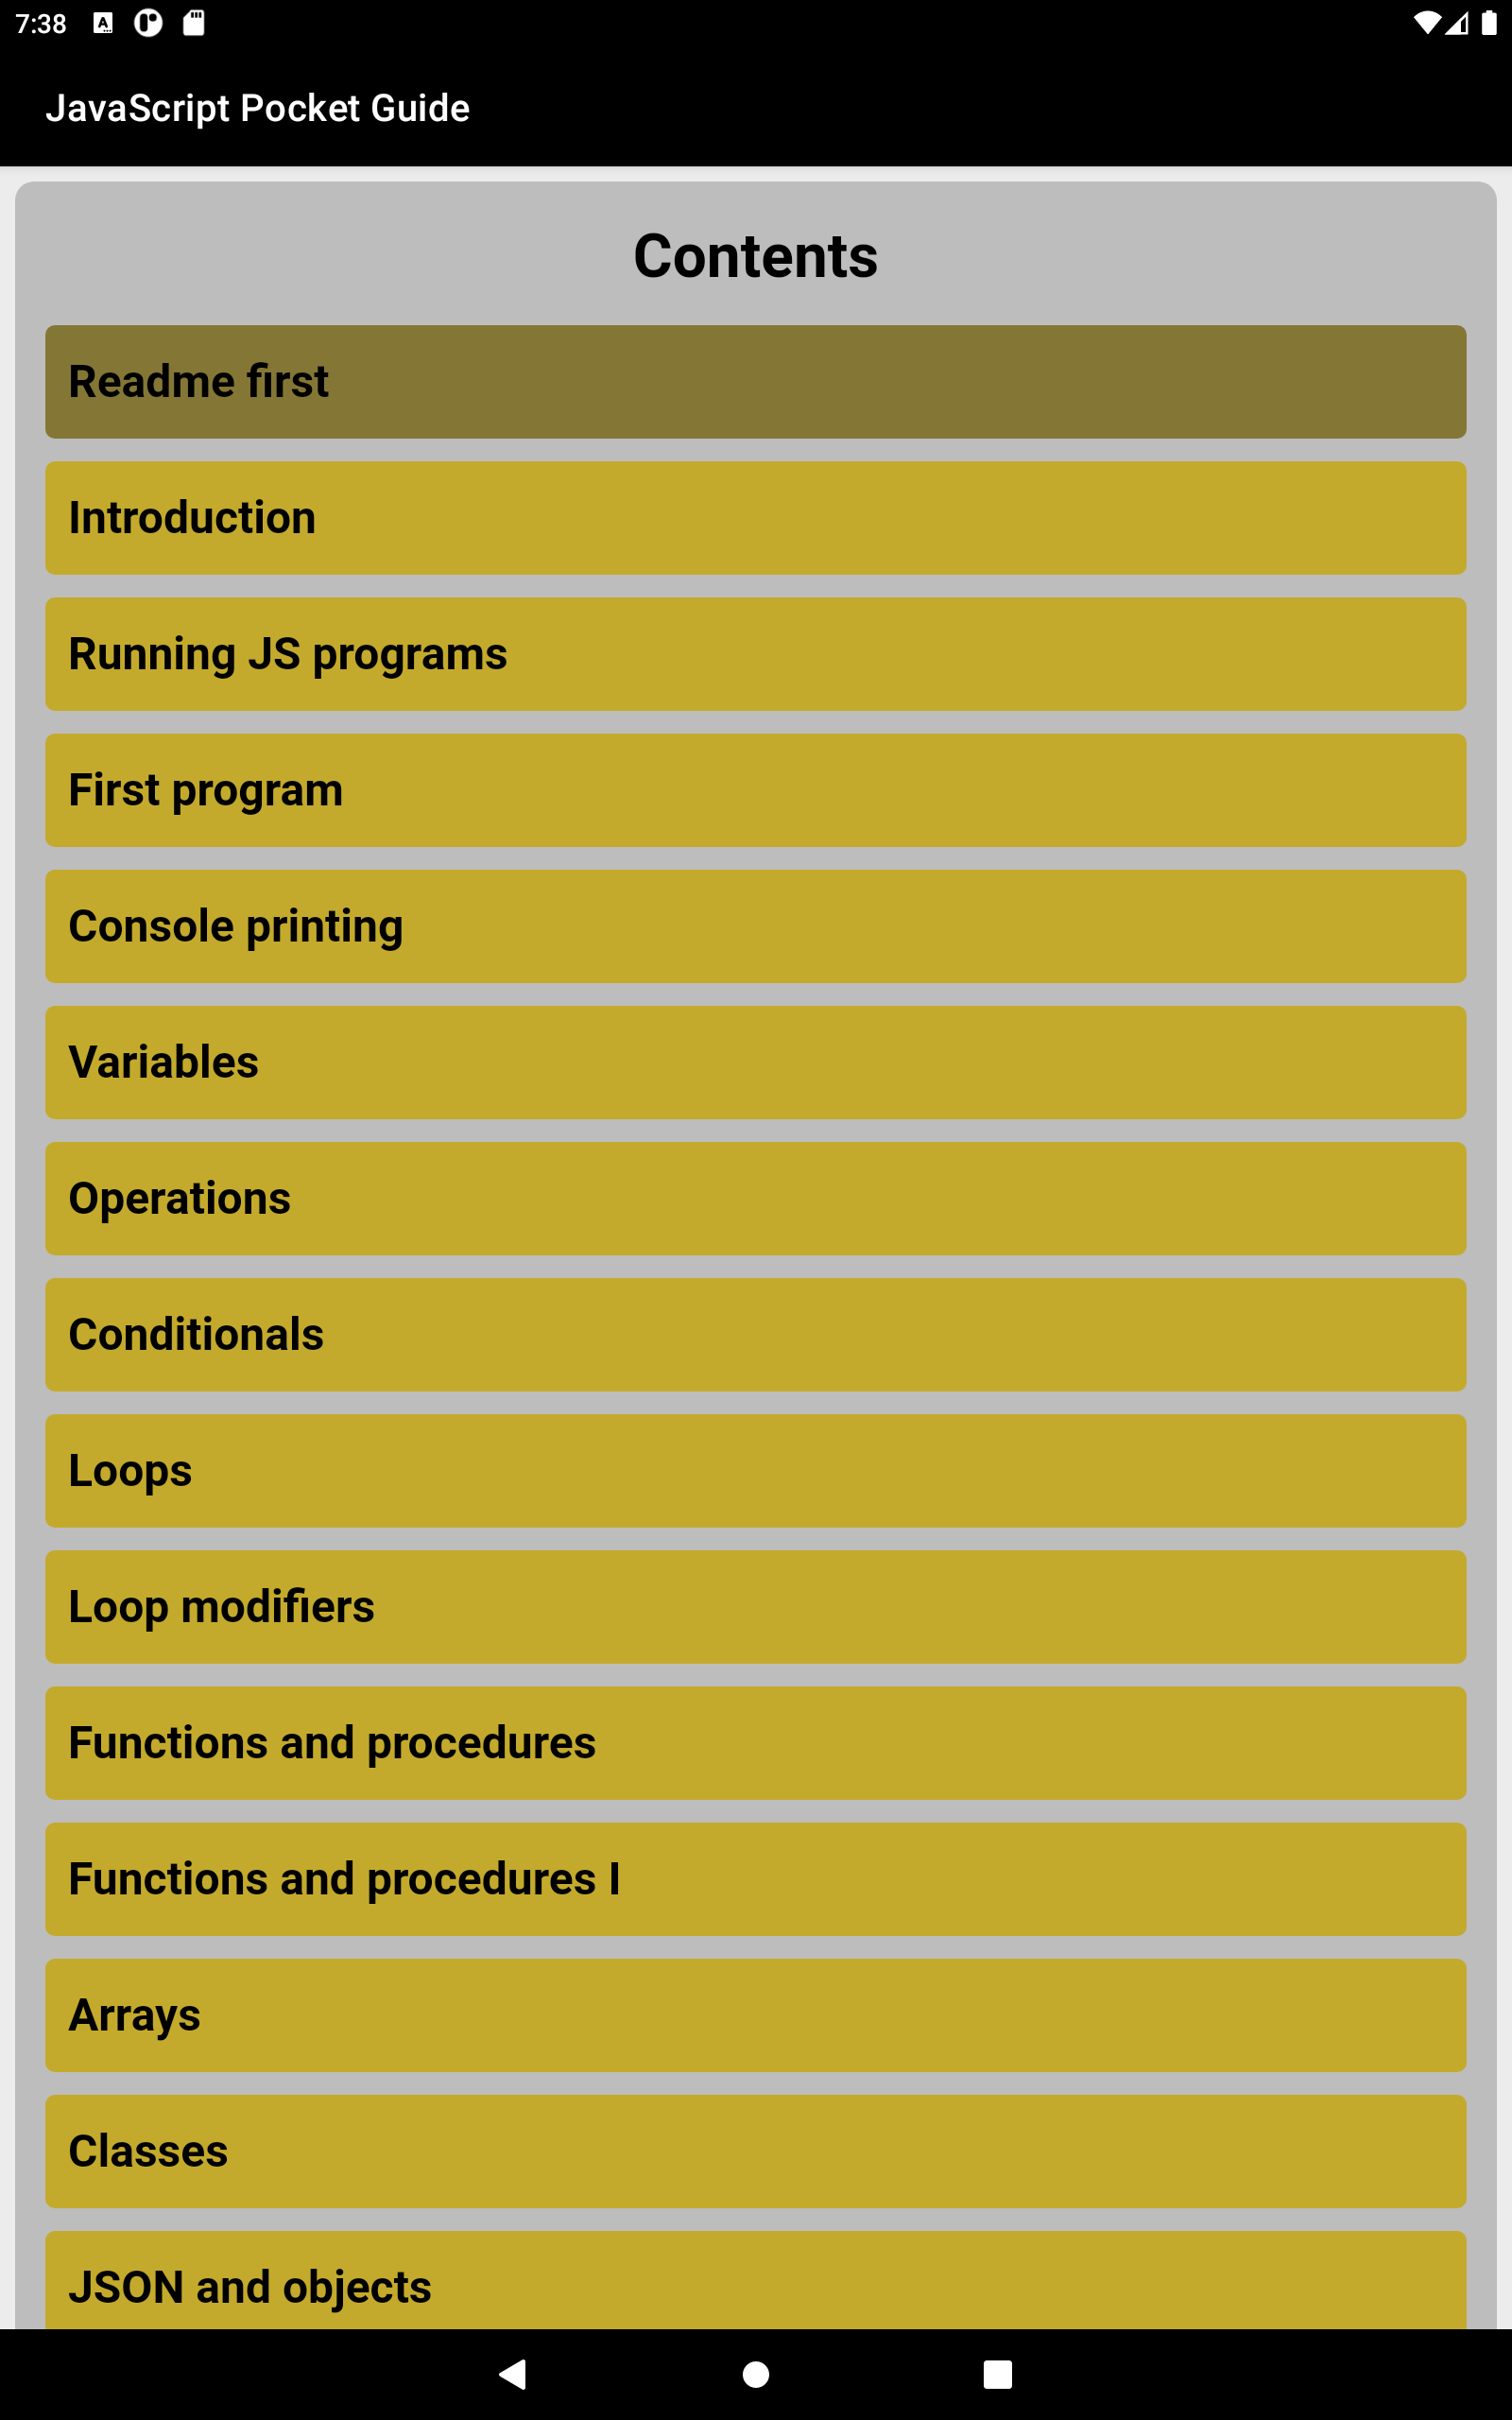 7:38
JavaScript Pocket Guide
Contents
Readme first
Introduction
Running JS programs
First program
Console printing
Variables
Operations
Conditionals
Loops
Loop modifiers
Functions and procedures
Functions and procedures I
Arrays
Classes
JSON and objects